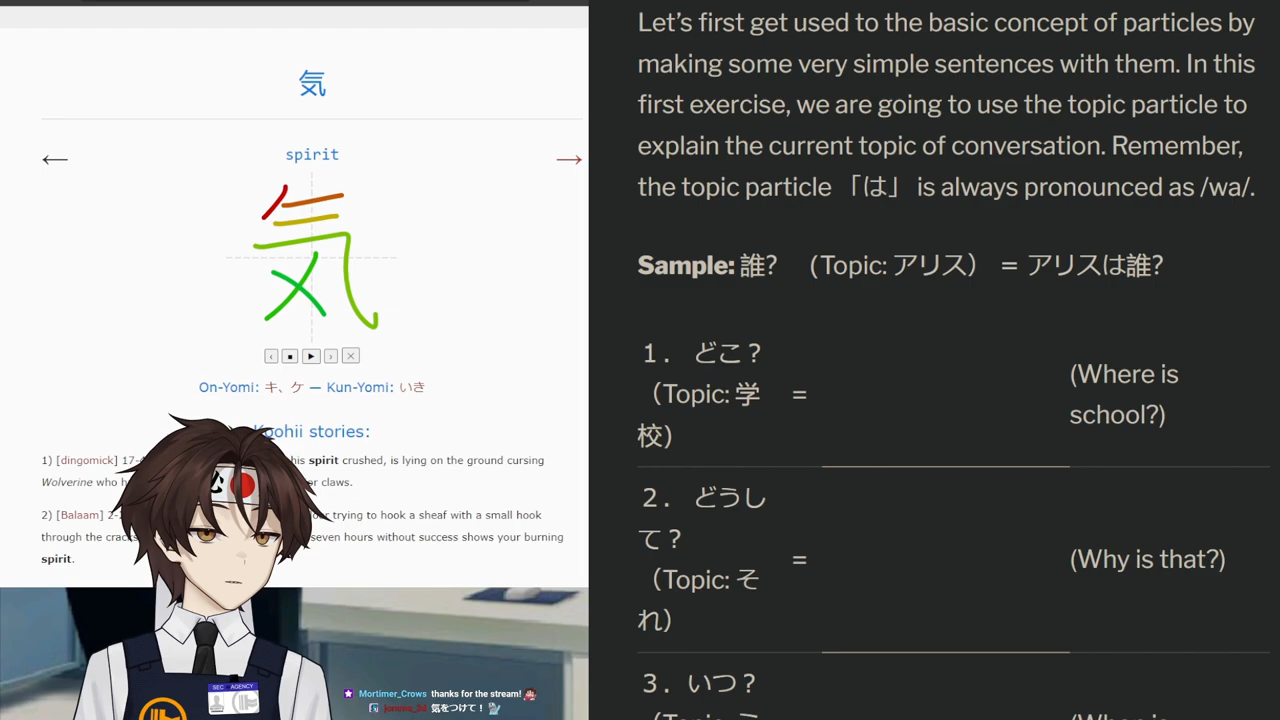 気
←
→
spirit
On-Yomi: キ、ケ — Kun-Yomi: いき
hii stories:
1) [dingomick] 17- his spirit crushed, is lying on the ground cursing
Wolverine who h or claws.
2) [Balaam] 2- our trying to hook a sheaf with a small hook
through the crac seven hours without success shows your burning
spirit.
SEC AGENCY
Mortimer_Crows thanks for the stream!
気をつけて！
Let's first get used to the basic concept of particles by
making some very simple sentences with them. In this
first exercise, we are going to use the topic particle to
explain the current topic of conversation. Remember,
the topic particle 「は」 is always pronounced as /wa/.
Sample: 誰? (Topic: アリス） = アリスは誰?
１． どこ？
（Topic: 学
校）
=
(Where is
school?)
２． どうし
て？
（Topic: そ
れ）
=
(Why is that?)
３．いつ？